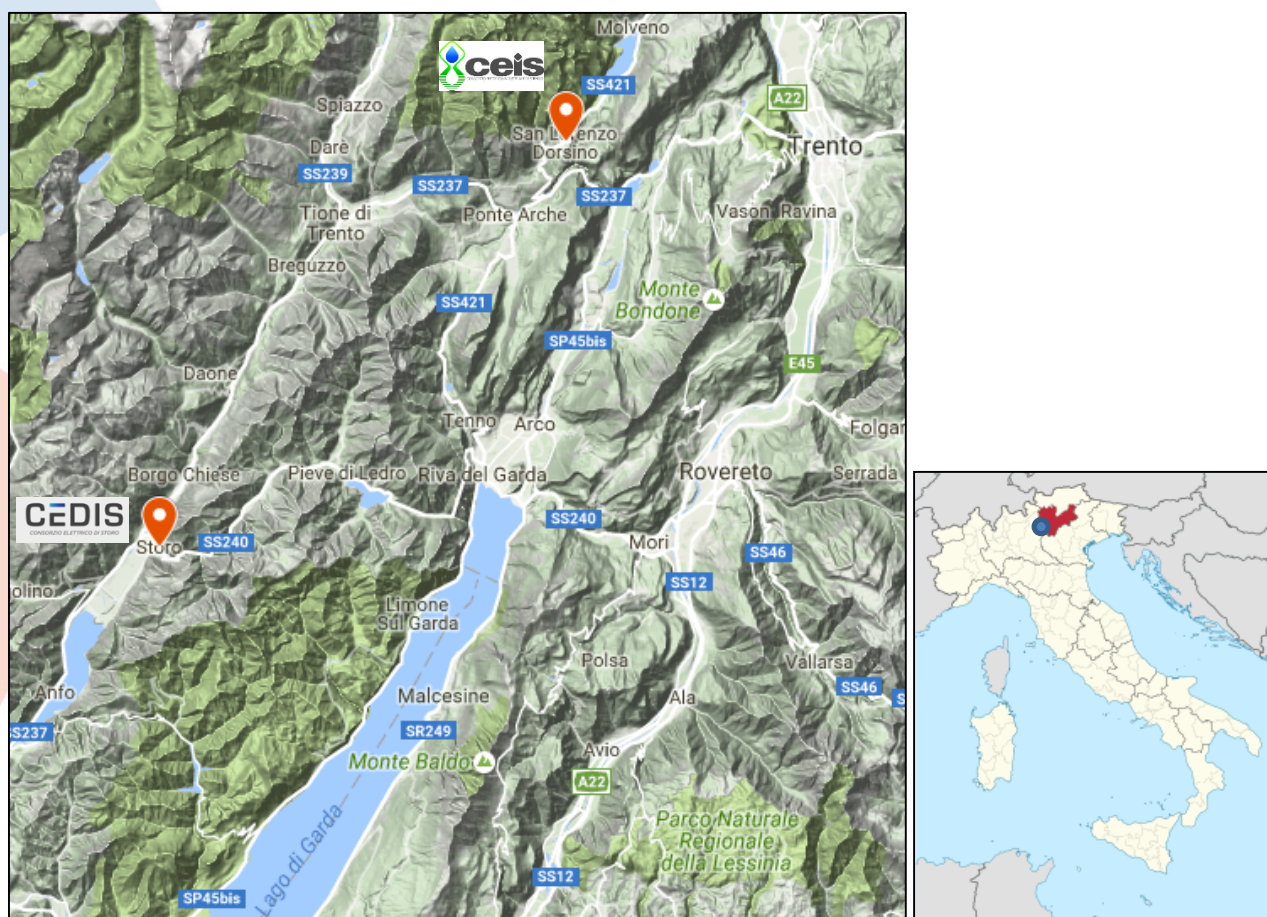 Molveno
ceis
SS421
A22
Spiazzo
San Lorenzo
Dorsino
Trento
Darè
SS239
SS237
SS237
Tione di
Trento
Ponte Arche
Vason
Ravina
Breguzzo
Monte
Bondone
SS421
SP45bis
E45
Daone
Tenno
Arco
Folgar
Borgo Chiese
Pieve di Ledro
Riva del Garda
Rovereto
Serrada
CEDIS
CONSORZIO ELETTRICO DI STORO
Storo
SS240
SS240
Mori
SS46
SS12
olino
Limone
Sul Garda
Polsa
Vallarsa
Anfo
Malcesine
Ala
SS46
S
SS237
SR249
Avio
Monte Baldo
A22
Parco Naturale
Regionale
della Lessinia
Lago di Garda
SS12
SP45bis